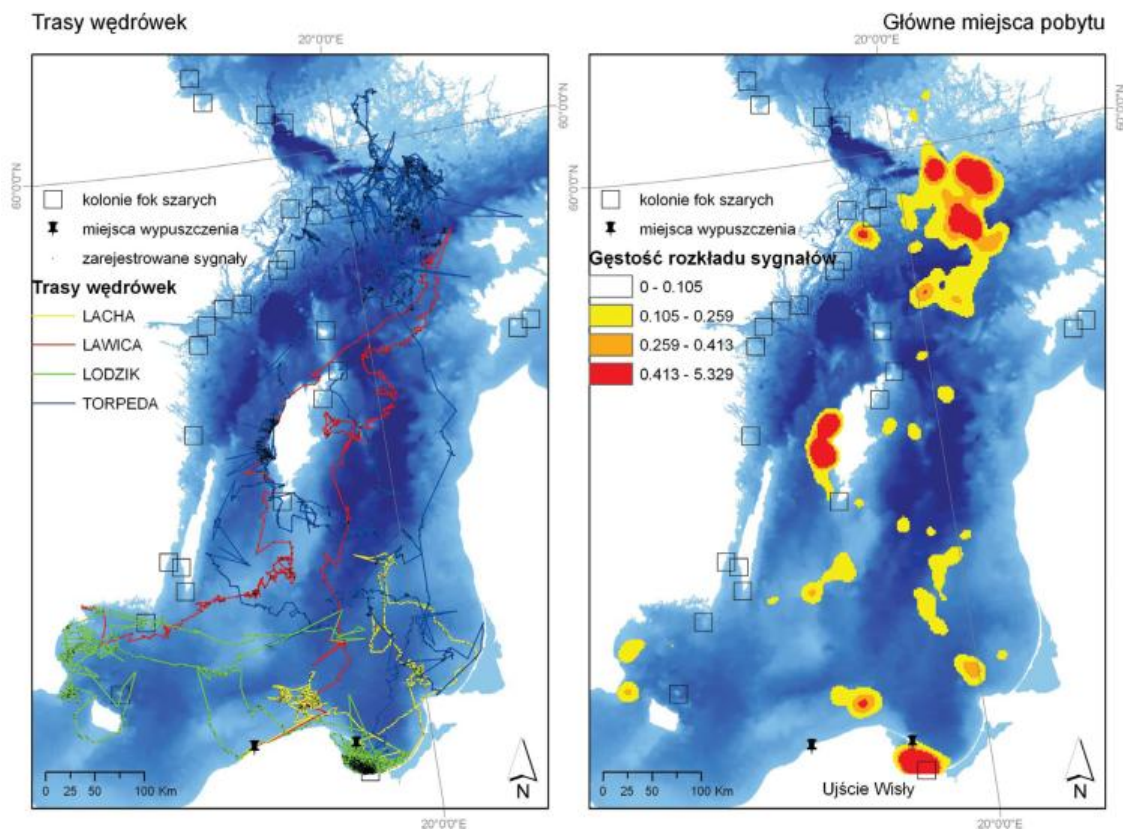 Trasy wędrówek
Główne miejsca pobytu
20°0'0"E
20°0'0"E
60°0'0"N
60°0'0"N
60°0'0"N
60°0'0"N
kolonie fok szarych
miejsca wypuszczenia
zarejestrowane sygnały
Trasy wędrówek
LACHA
LAWICA
LODZIK
TORPEDA
kolonie fok szarych
miejsca wypuszczenia
Gęstość rozkładu sygnałów
0 - 0.105
0.105 - 0.259
0.259 - 0.413
0.413 - 5.329
0 25 50 100 Km
N
Ujście Wisły
0 25 50 100 Km
N
20°0'0"E
20°0'0"E